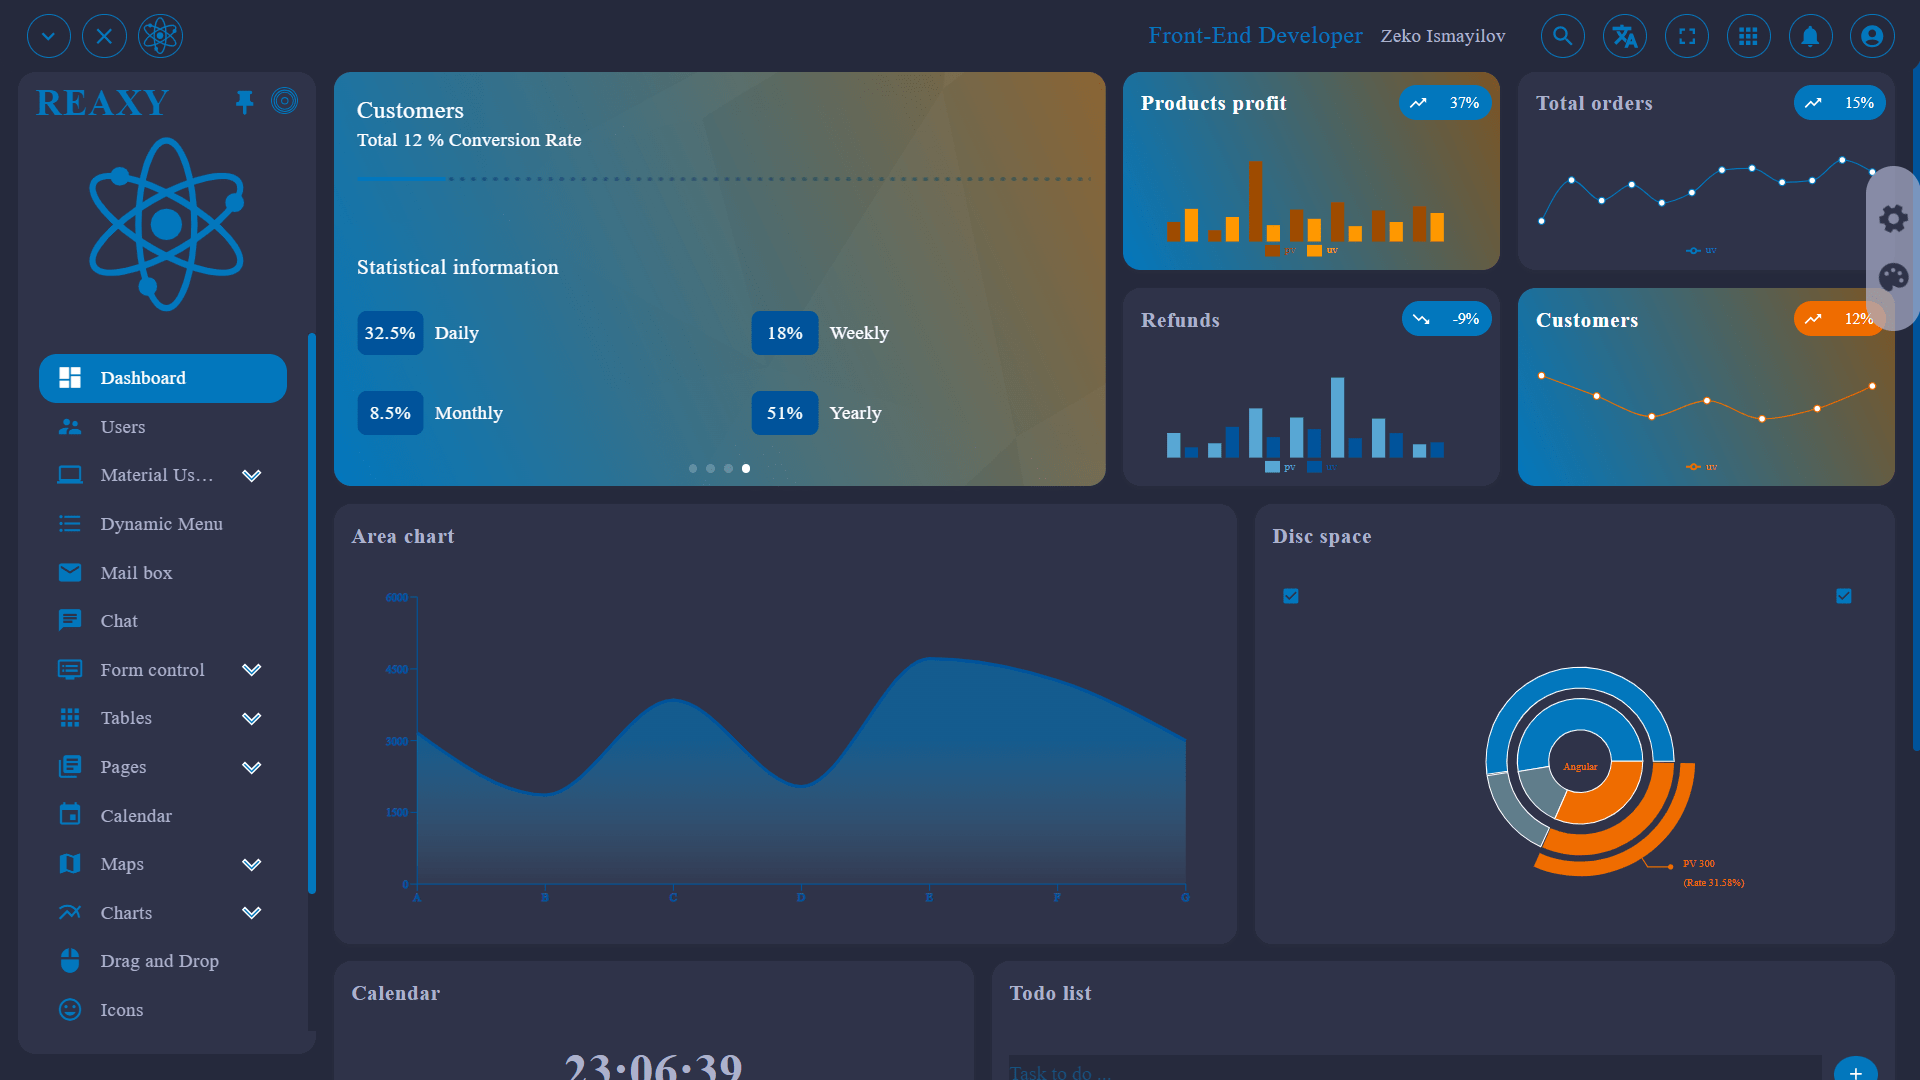 Front-End Developer Zeko Ismayilov
REAXY
Dashboard
Users
Material Us...
Dynamic Menu
Mail box
Chat
Form control
Tables
Pages
Calendar
Maps
Charts
Drag and Drop
Icons
Customers
Total 12 % Conversion Rate
Statistical information
32.5% Daily
18% Weekly
8.5% Monthly
51% Yearly
Products profit
37%
pv uv
Total orders
15%
uv
Refunds
-9%
pv
Customers
12%
uv
Area chart
6000
4500
3000
1500
0
A B C D E F G
Disc space
Angular
PV 300
(Rate 31.58%)
Calendar
23:06:39
Todo list
Task to do ...